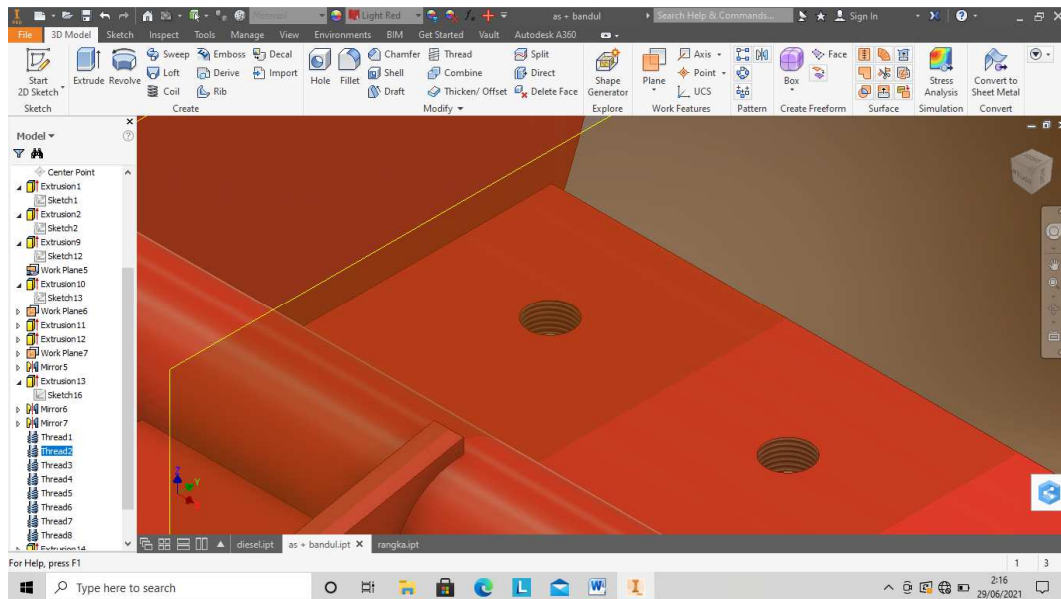 I PRO Material Light Red as + bandul Search Help & Commands... Sign In
File 3D Model Sketch Inspect Tools Manage View Environments BIM Get Started Vault Autodesk A360
Sweep Emboss Decal Chamfer Thread Split Axis Face
Start 2D Sketch Extrude Revolve Loft Derive Import Hole Fillet Shell Combine Direct Shape Generator Plane Point Box Stress Analysis Convert to Sheet Metal
Coil Rib Draft Thicken/ Offset Delete Face UCS
Sketch Create Modify Explore Work Features Pattern Create Freeform Surface Simulation Convert
Model
Center Point
Extrusion1
Sketch1
Extrusion2
Sketch2
Extrusion9
Sketch12
Work Plane5
Extrusion10
Sketch13
Work Plane6
Extrusion11
Extrusion12
Work Plane7
Mirror5
Extrusion13
Sketch16
Mirror6
Mirror7
Thread1
Thread2
Thread3
Thread4
Thread5
Thread6
Thread7
Thread8
Extrusion14
Z
Y
diesel.ipt as + bandul.ipt rangka.ipt
For Help, press F1 1 3
Type here to search
2:16
29/06/2021